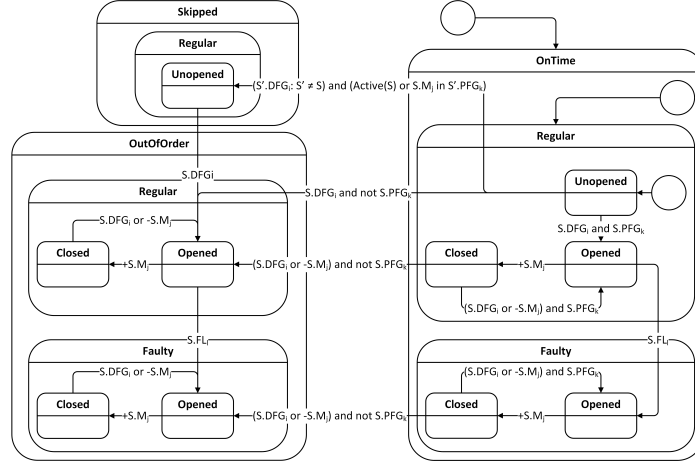 Skipped
Regular
OnTime
Unopened
(S'.DFGi: S' ≠ S) and (Active(S) or S.Mj in S'.PFGk)
OutOfOrder
Regular
S.DFGi
Regular
Unopened
S.DFGi and not S.PFGk
S.DFGi or -S.Mj
S.DFGi and S.PFGk
Closed
Opened
Closed
Opened
+S.Mj
(S.DFGi or -S.Mj) and not S.PFGk
+S.Mj
(S.DFGi or -S.Mj) and S.PFGk
S.FLi
S.FLi
Faulty
Faulty
S.DFGi or -S.Mj
(S.DFGi or -S.Mj) and S.PFGk
Closed
Opened
Closed
Opened
+S.Mj
(S.DFGi or -S.Mj) and not S.PFGk
+S.Mj